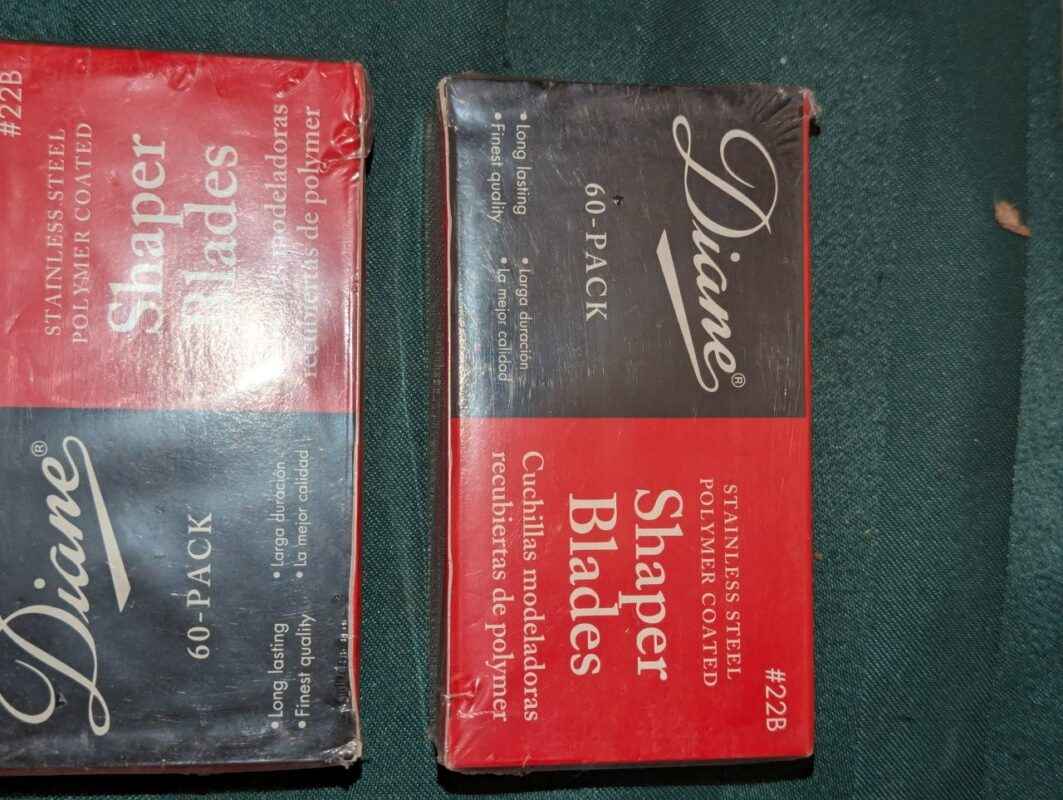 #22B
STAINLESS STEEL
POLYMER COATED
Shaper
Blades
modeladoras
recubiertas de polymer
Diane®
60-PACK
• Long lasting • Larga duración
• Finest quality • La mejor calidad
Diane®
60-PACK
• Long lasting • Larga duración
• Finest quality • La mejor calidad
STAINLESS STEEL
POLYMER COATED
Shaper
Blades
Cuchillas modeladoras
recubiertas de polymer
#22B